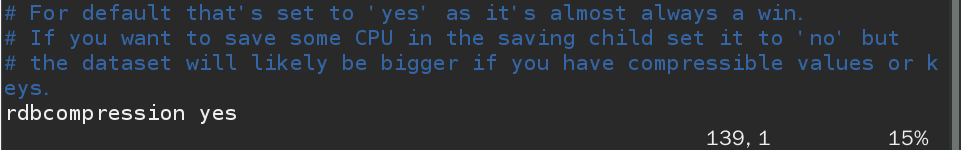 # For default that's set to 'yes' as it's almost always a win.
# If you want to save some CPU in the saving child set it to 'no' but
# the dataset will likely be bigger if you have compressible values or k
eys.
rdbcompression yes
139,1 15%